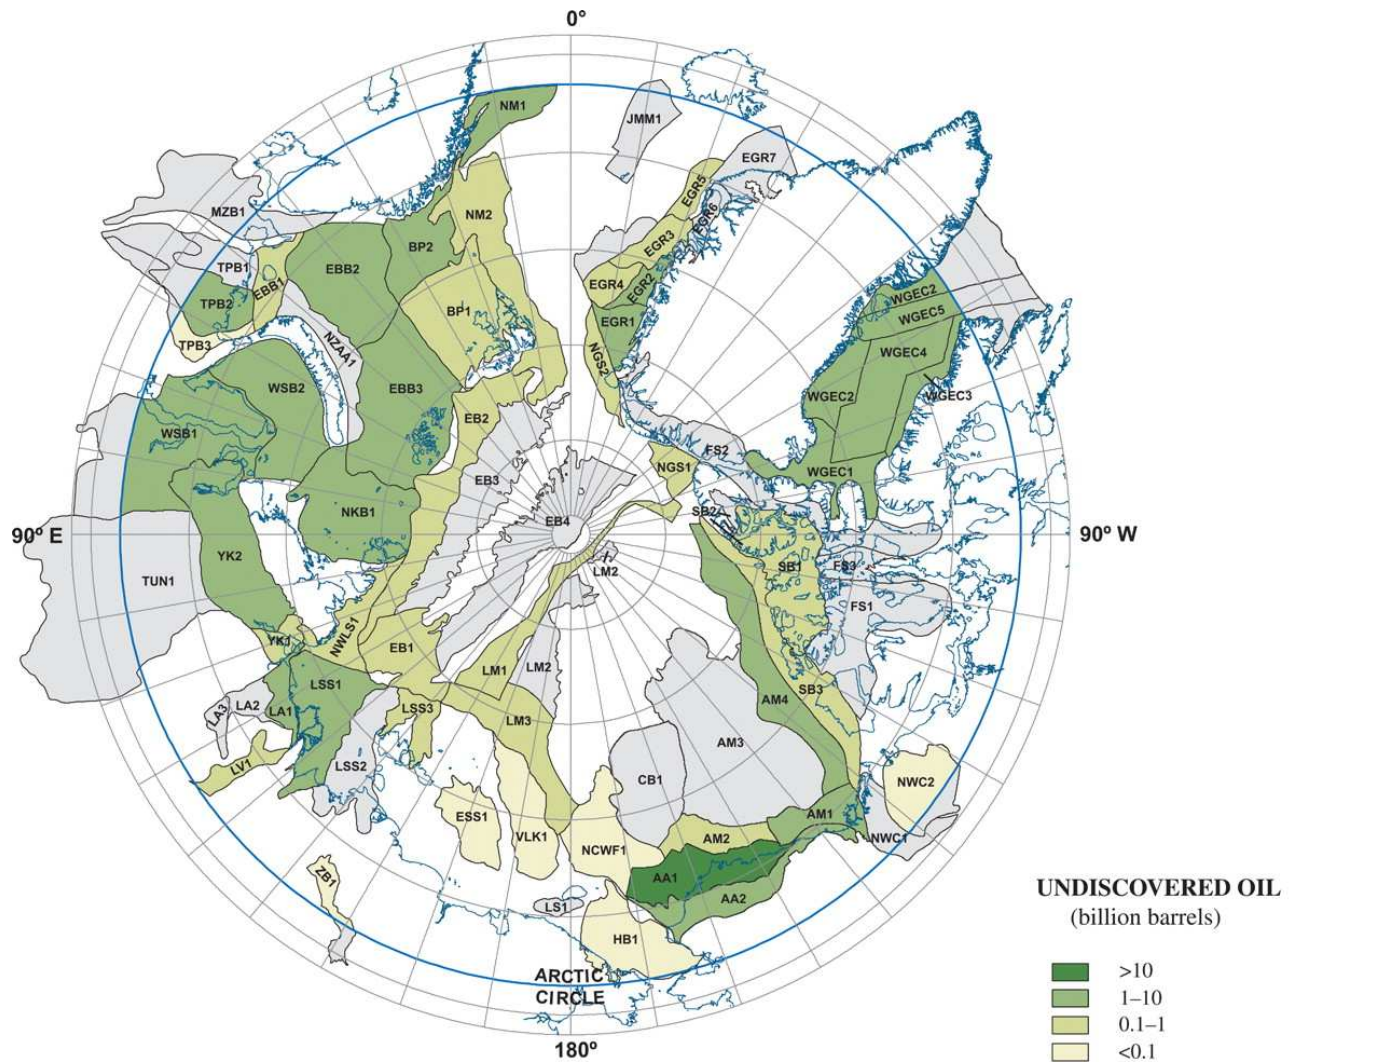 0°
NM1
JMM1
EGR7
MZB1
EGR5
NM2
EGR6
BP2
EGR3
TPB1
EBB2
EBB1
EGR4
EGR2
TPB2
BP1
WGEC2
WGEC5
EGR1
TPB3
NZAA1
NGS2
WGEC4
WSB2
EBB3
WGEC2
WGEC3
EB2
WSB1
FS2
NGS1
WGEC1
EB3
NKB1
SB2
EB4
90° E
90° W
YK2
LM2
SB1
FS3
TUN1
FS1
YK1
NWLS1
EB1
LM1
LM2
LSS1
SB3
AM4
LA3
LA2
LA1
LSS3
LM3
AM3
LV1
LSS2
CB1
NWC2
ESS1
VLK1
AM1
AM2
NWC1
NCWF1
ZB1
AA1
AA2
LS1
HB1
ARCTIC
CIRCLE
180°
UNDISCOVERED OIL
(billion barrels)
>10
1–10
0.1–1
<0.1